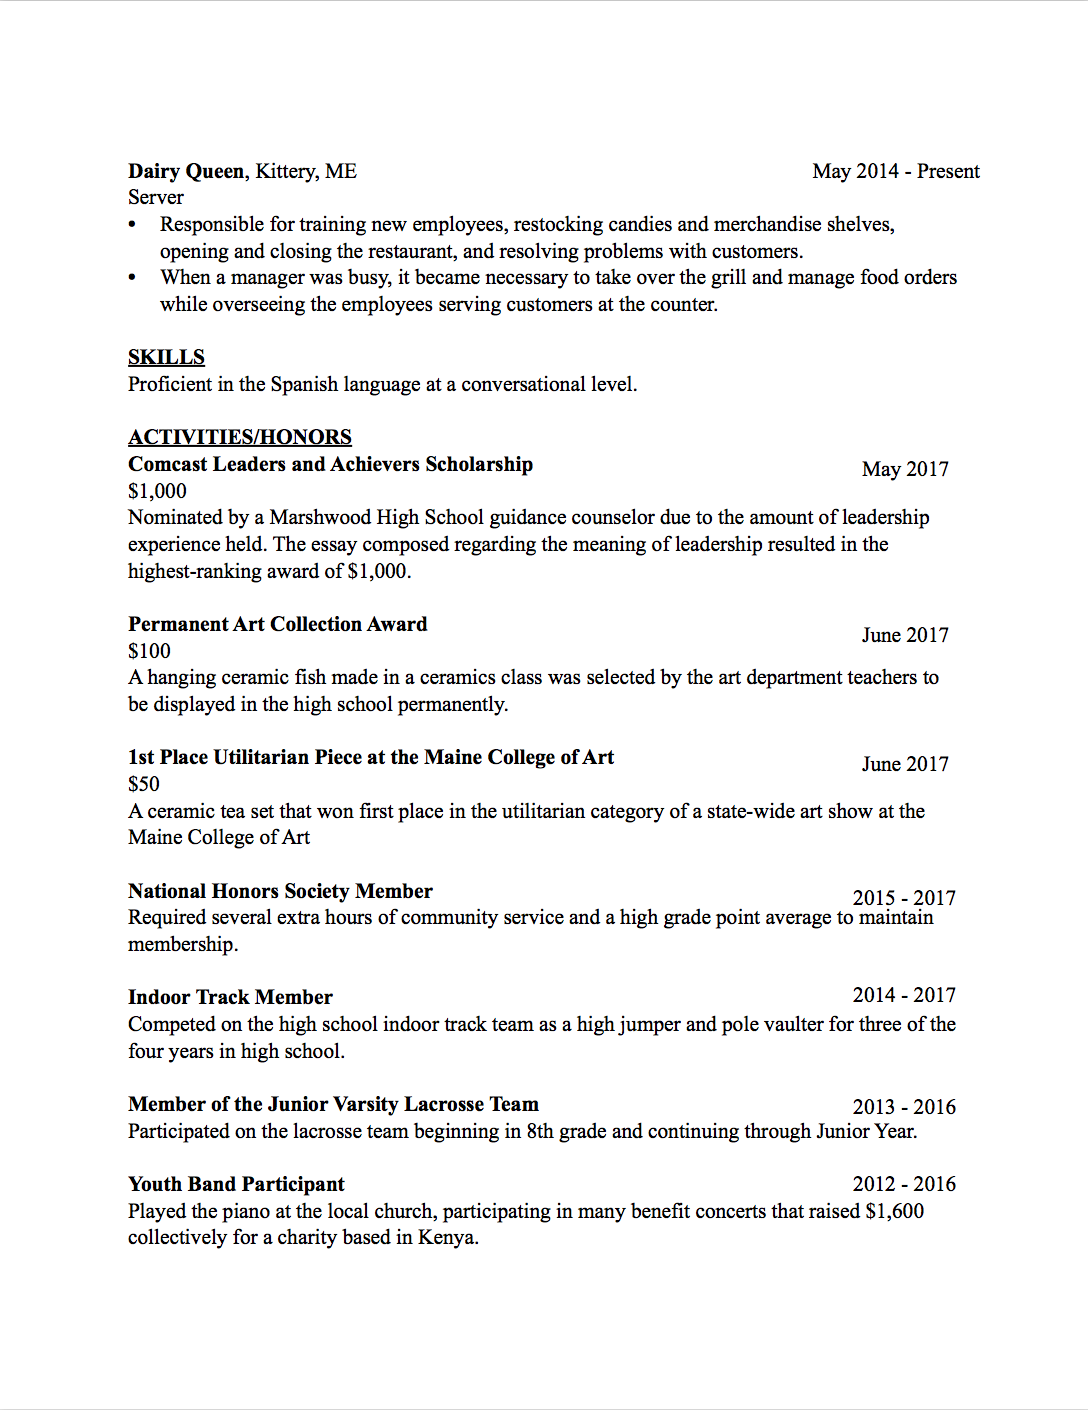 Dairy Queen, Kittery, ME May 2014 - Present
Server
• Responsible for training new employees, restocking candies and merchandise shelves,
opening and closing the restaurant, and resolving problems with customers.
• When a manager was busy, it became necessary to take over the grill and manage food orders
while overseeing the employees serving customers at the counter.
SKILLS
Proficient in the Spanish language at a conversational level.
ACTIVITIES/HONORS
Comcast Leaders and Achievers Scholarship May 2017
$1,000
Nominated by a Marshwood High School guidance counselor due to the amount of leadership
experience held. The essay composed regarding the meaning of leadership resulted in the
highest-ranking award of $1,000.
Permanent Art Collection Award June 2017
$100
A hanging ceramic fish made in a ceramics class was selected by the art department teachers to
be displayed in the high school permanently.
1st Place Utilitarian Piece at the Maine College of Art June 2017
$50
A ceramic tea set that won first place in the utilitarian category of a state-wide art show at the
Maine College of Art
National Honors Society Member 2015 - 2017
Required several extra hours of community service and a high grade point average to maintain
membership.
Indoor Track Member 2014 - 2017
Competed on the high school indoor track team as a high jumper and pole vaulter for three of the
four years in high school.
Member of the Junior Varsity Lacrosse Team 2013 - 2016
Participated on the lacrosse team beginning in 8th grade and continuing through Junior Year.
Youth Band Participant 2012 - 2016
Played the piano at the local church, participating in many benefit concerts that raised $1,600
collectively for a charity based in Kenya.